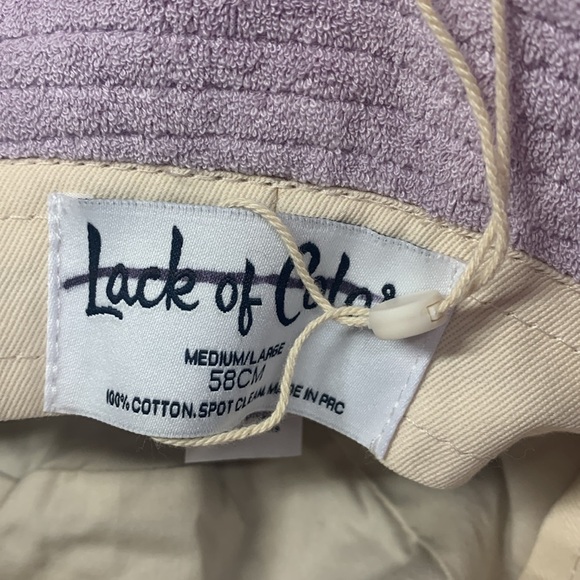 Lack of Color
MEDIUM/LARGE
58CM
100% COTTON. SPOT CLEAN. MADE IN PRC